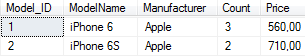 Model_ID ModelName Manufacturer Count Price
1 iPhone 6 Apple 3 560,00
2 iPhone 6S Apple 2 710,00